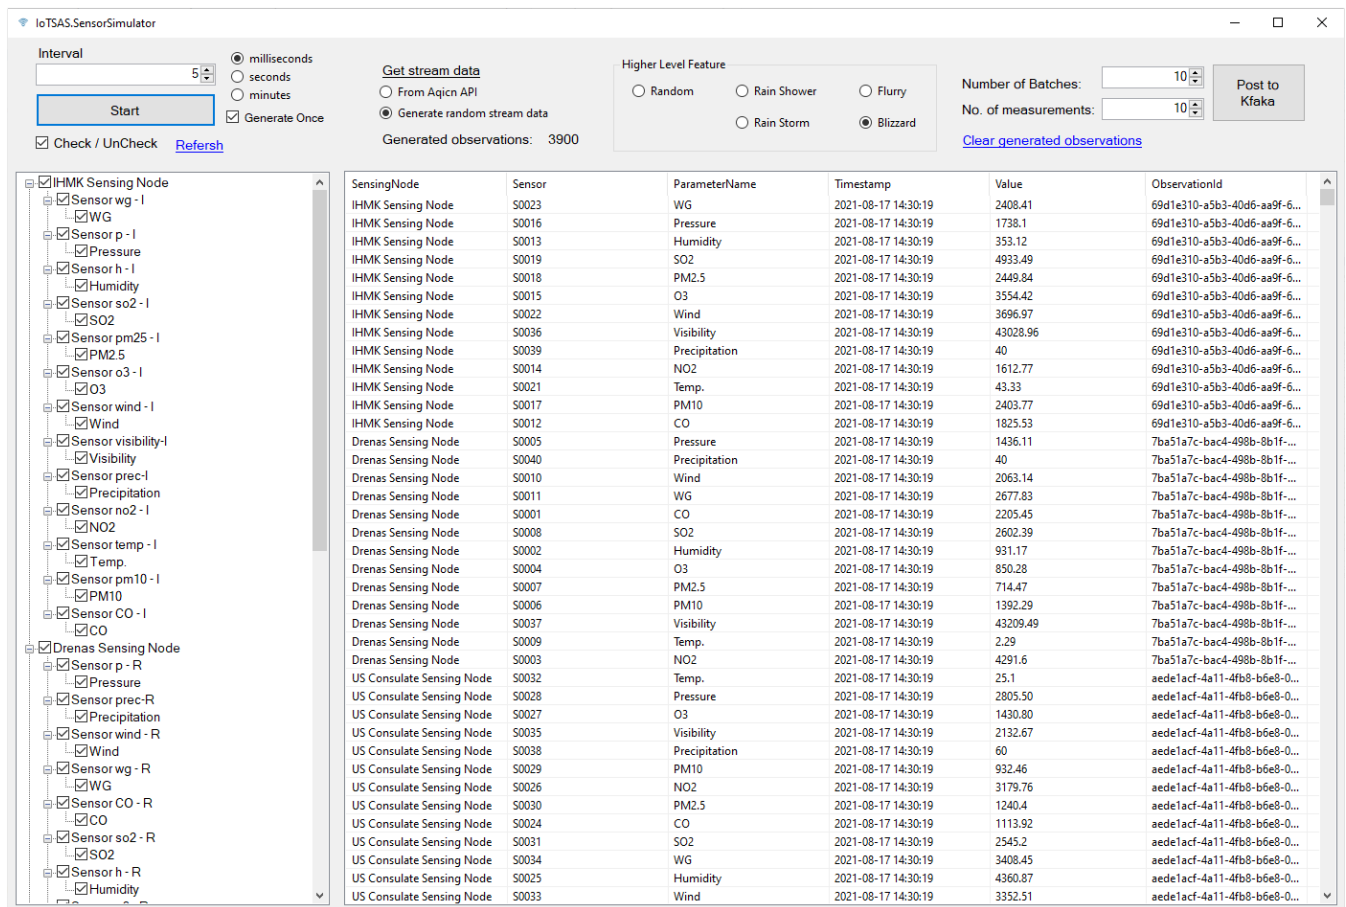 IoTSAS.SensorSimulator
Interval
5
milliseconds
seconds
minutes
Start
Generate Once
Check / UnCheck Refersh
Get stream data
From Aqicn API
Generate random stream data
Generated observations: 3900
Higher Level Feature
Random Rain Shower Flurry
Rain Storm Blizzard
Number of Batches: 10
No. of measurements: 10
Post to
Kfaka
Clear generated observations
IHMK Sensing Node
Sensor wg - I
WG
Sensor p - I
Pressure
Sensor h - I
Humidity
Sensor so2 - I
SO2
Sensor pm25 - I
PM2.5
Sensor o3 - I
O3
Sensor wind - I
Wind
Sensor visibility-I
Visibility
Sensor prec-I
Precipitation
Sensor no2 - I
NO2
Sensor temp - I
Temp.
Sensor pm10 - I
PM10
Sensor CO - I
CO
Drenas Sensing Node
Sensor p - R
Pressure
Sensor prec-R
Precipitation
Sensor wind - R
Wind
Sensor wg - R
WG
Sensor CO - R
CO
Sensor so2 - R
SO2
Sensor h - R
Humidity
SensingNode Sensor ParameterName Timestamp Value ObservationId
IHMK Sensing Node S0023 WG 2021-08-17 14:30:19 2408.41 69d1e310-a5b3-40d6-aa9f-6...
IHMK Sensing Node S0016 Pressure 2021-08-17 14:30:19 1738.1 69d1e310-a5b3-40d6-aa9f-6...
IHMK Sensing Node S0013 Humidity 2021-08-17 14:30:19 353.12 69d1e310-a5b3-40d6-aa9f-6...
IHMK Sensing Node S0019 SO2 2021-08-17 14:30:19 4933.49 69d1e310-a5b3-40d6-aa9f-6...
IHMK Sensing Node S0018 PM2.5 2021-08-17 14:30:19 2449.84 69d1e310-a5b3-40d6-aa9f-6...
IHMK Sensing Node S0015 O3 2021-08-17 14:30:19 3554.42 69d1e310-a5b3-40d6-aa9f-6...
IHMK Sensing Node S0022 Wind 2021-08-17 14:30:19 3696.97 69d1e310-a5b3-40d6-aa9f-6...
IHMK Sensing Node S0036 Visibility 2021-08-17 14:30:19 43028.96 69d1e310-a5b3-40d6-aa9f-6...
IHMK Sensing Node S0039 Precipitation 2021-08-17 14:30:19 40 69d1e310-a5b3-40d6-aa9f-6...
IHMK Sensing Node S0014 NO2 2021-08-17 14:30:19 1612.77 69d1e310-a5b3-40d6-aa9f-6...
IHMK Sensing Node S0021 Temp. 2021-08-17 14:30:19 43.33 69d1e310-a5b3-40d6-aa9f-6...
IHMK Sensing Node S0017 PM10 2021-08-17 14:30:19 2403.77 69d1e310-a5b3-40d6-aa9f-6...
IHMK Sensing Node S0012 CO 2021-08-17 14:30:19 1825.53 69d1e310-a5b3-40d6-aa9f-6...
Drenas Sensing Node S0005 Pressure 2021-08-17 14:30:19 1436.11 7ba51a7c-bac4-498b-8b1f-...
Drenas Sensing Node S0040 Precipitation 2021-08-17 14:30:19 40 7ba51a7c-bac4-498b-8b1f-...
Drenas Sensing Node S0010 Wind 2021-08-17 14:30:19 2063.14 7ba51a7c-bac4-498b-8b1f-...
Drenas Sensing Node S0011 WG 2021-08-17 14:30:19 2677.83 7ba51a7c-bac4-498b-8b1f-...
Drenas Sensing Node S0001 CO 2021-08-17 14:30:19 2205.45 7ba51a7c-bac4-498b-8b1f-...
Drenas Sensing Node S0008 SO2 2021-08-17 14:30:19 2602.39 7ba51a7c-bac4-498b-8b1f-...
Drenas Sensing Node S0002 Humidity 2021-08-17 14:30:19 931.17 7ba51a7c-bac4-498b-8b1f-...
Drenas Sensing Node S0004 O3 2021-08-17 14:30:19 850.28 7ba51a7c-bac4-498b-8b1f-...
Drenas Sensing Node S0007 PM2.5 2021-08-17 14:30:19 714.47 7ba51a7c-bac4-498b-8b1f-...
Drenas Sensing Node S0006 PM10 2021-08-17 14:30:19 1392.29 7ba51a7c-bac4-498b-8b1f-...
Drenas Sensing Node S0037 Visibility 2021-08-17 14:30:19 43209.49 7ba51a7c-bac4-498b-8b1f-...
Drenas Sensing Node S0009 Temp. 2021-08-17 14:30:19 2.29 7ba51a7c-bac4-498b-8b1f-...
Drenas Sensing Node S0003 NO2 2021-08-17 14:30:19 4291.6 7ba51a7c-bac4-498b-8b1f-...
US Consulate Sensing Node S0032 Temp. 2021-08-17 14:30:19 25.1 aede1acf-4a11-4fb8-b6e8-0...
US Consulate Sensing Node S0028 Pressure 2021-08-17 14:30:19 2805.50 aede1acf-4a11-4fb8-b6e8-0...
US Consulate Sensing Node S0027 O3 2021-08-17 14:30:19 1430.80 aede1acf-4a11-4fb8-b6e8-0...
US Consulate Sensing Node S0035 Visibility 2021-08-17 14:30:19 2132.67 aede1acf-4a11-4fb8-b6e8-0...
US Consulate Sensing Node S0038 Precipitation 2021-08-17 14:30:19 60 aede1acf-4a11-4fb8-b6e8-0...
US Consulate Sensing Node S0029 PM10 2021-08-17 14:30:19 932.46 aede1acf-4a11-4fb8-b6e8-0...
US Consulate Sensing Node S0026 NO2 2021-08-17 14:30:19 3179.76 aede1acf-4a11-4fb8-b6e8-0...
US Consulate Sensing Node S0030 PM2.5 2021-08-17 14:30:19 1240.4 aede1acf-4a11-4fb8-b6e8-0...
US Consulate Sensing Node S0024 CO 2021-08-17 14:30:19 1113.92 aede1acf-4a11-4fb8-b6e8-0...
US Consulate Sensing Node S0031 SO2 2021-08-17 14:30:19 2545.2 aede1acf-4a11-4fb8-b6e8-0...
US Consulate Sensing Node S0034 WG 2021-08-17 14:30:19 3408.45 aede1acf-4a11-4fb8-b6e8-0...
US Consulate Sensing Node S0025 Humidity 2021-08-17 14:30:19 4360.87 aede1acf-4a11-4fb8-b6e8-0...
US Consulate Sensing Node S0033 Wind 2021-08-17 14:30:19 3352.51 aede1acf-4a11-4fb8-b6e8-0...